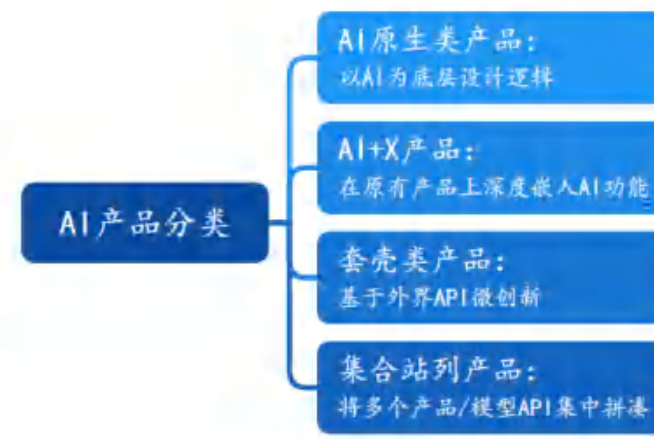 AI产品分类
AI原生类产品：
以AI为底层设计逻辑
AI+X产品：
在原有产品上深度嵌入AI功能
套壳类产品：
基于外界API微创新
集合站列产品：
将多个产品/模型API集中拼凑